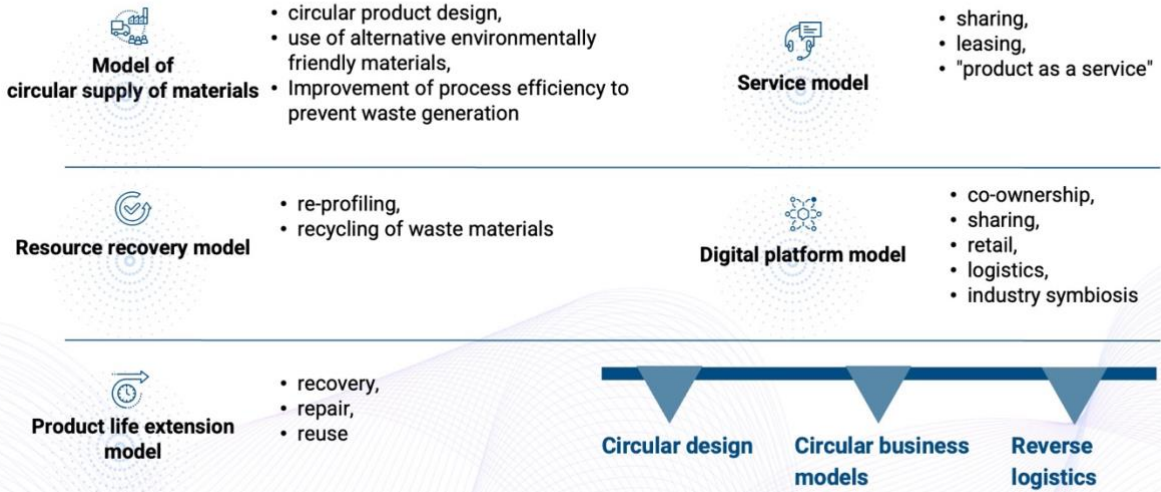 Model of
circular supply of materials
• circular product design,
• use of alternative environmentally
friendly materials,
• Improvement of process efficiency to
prevent waste generation
Service model
• sharing,
• leasing,
• "product as a service"
Resource recovery model
• re-profiling,
• recycling of waste materials
Digital platform model
• co-ownership,
• sharing,
• retail,
• logistics,
• industry symbiosis
Product life extension
model
• recovery,
• repair,
• reuse
Circular design
Circular business
models
Reverse
logistics